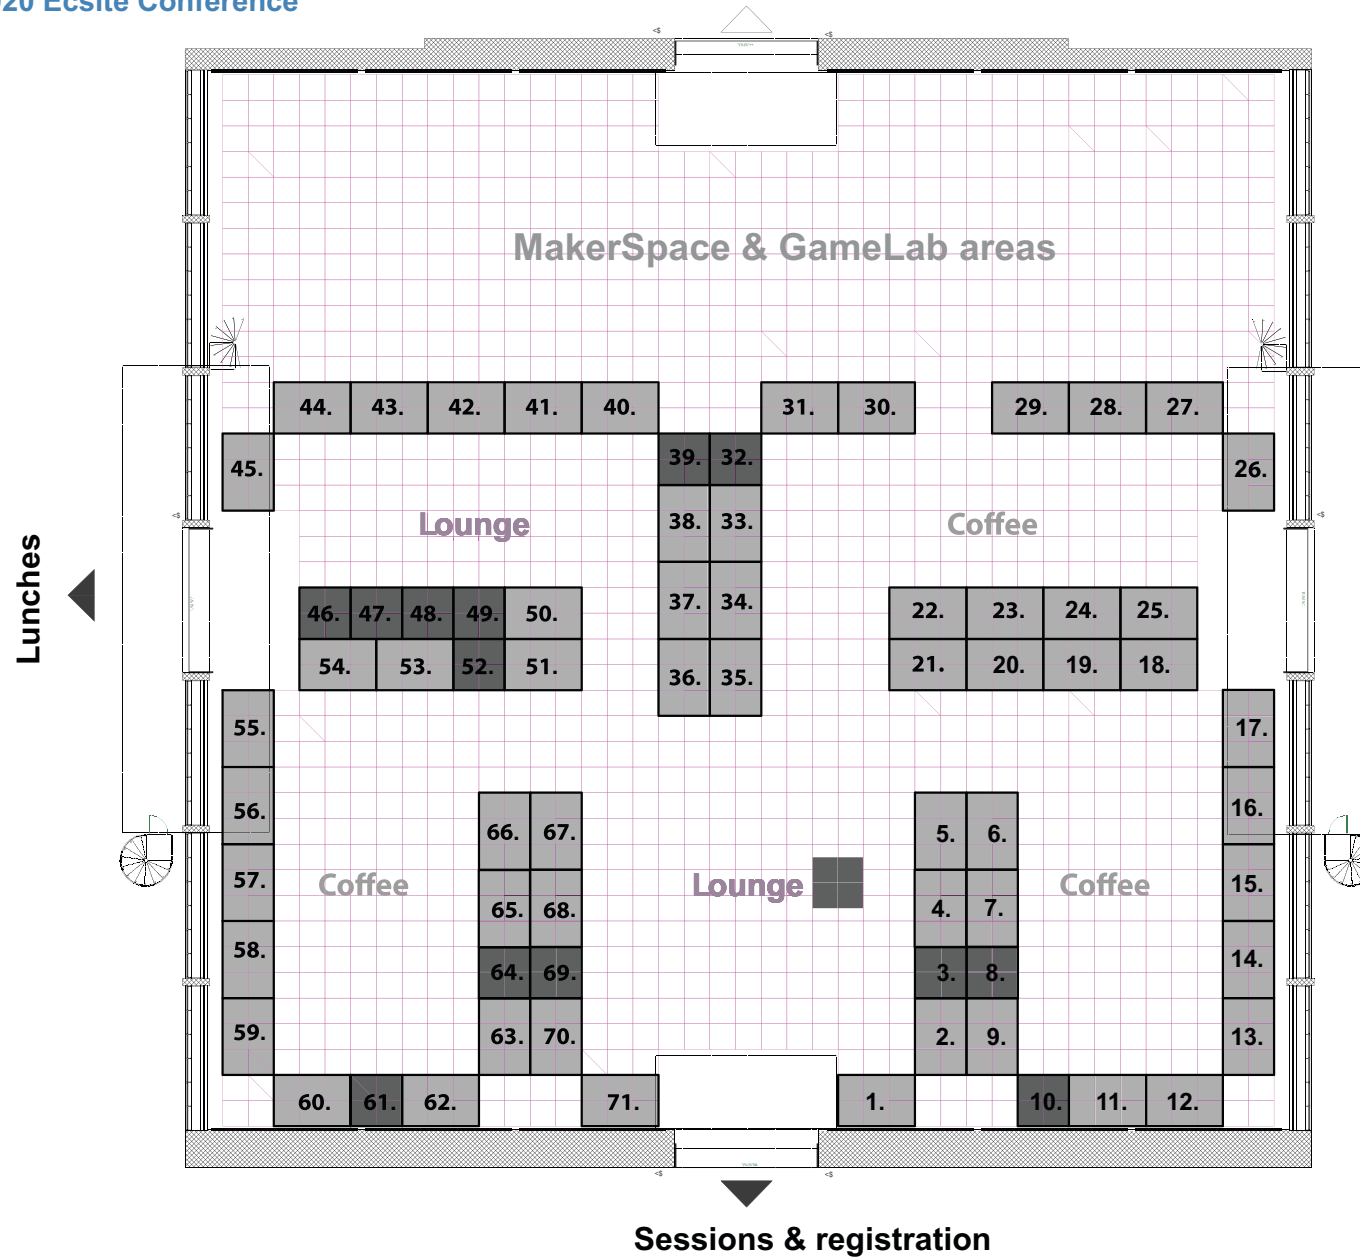 20 Ecsite Conference
MakerSpace & GameLab areas
44. 43. 42. 41. 40. 31. 30. 29. 28. 27.
45. 39. 32. 26.
Lounge 38. 33. Coffee
Lunches
46. 47. 48. 49. 50. 37. 34. 22. 23. 24. 25.
54. 53. 52. 51. 36. 35. 21. 20. 19. 18.
55. 17.
56. 66. 67. 5. 6. 16.
57. Coffee Lounge Coffee 15.
65. 68. 4. 7.
58. 64. 69. 3. 8. 14.
59. 63. 70. 2. 9. 13.
60. 61. 62. 71. 1. 10. 11. 12.
Sessions & registration